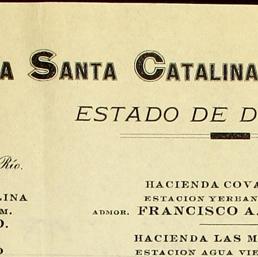 A SANTA CATALINA
ESTADO DE D
Río.
HACIENDA COVA
ESTACION YERBAN
LINA
M.
ADMOR. FRANCISCO A.
O.
HACIENDA LAS M
ESTACION AGUA VIE